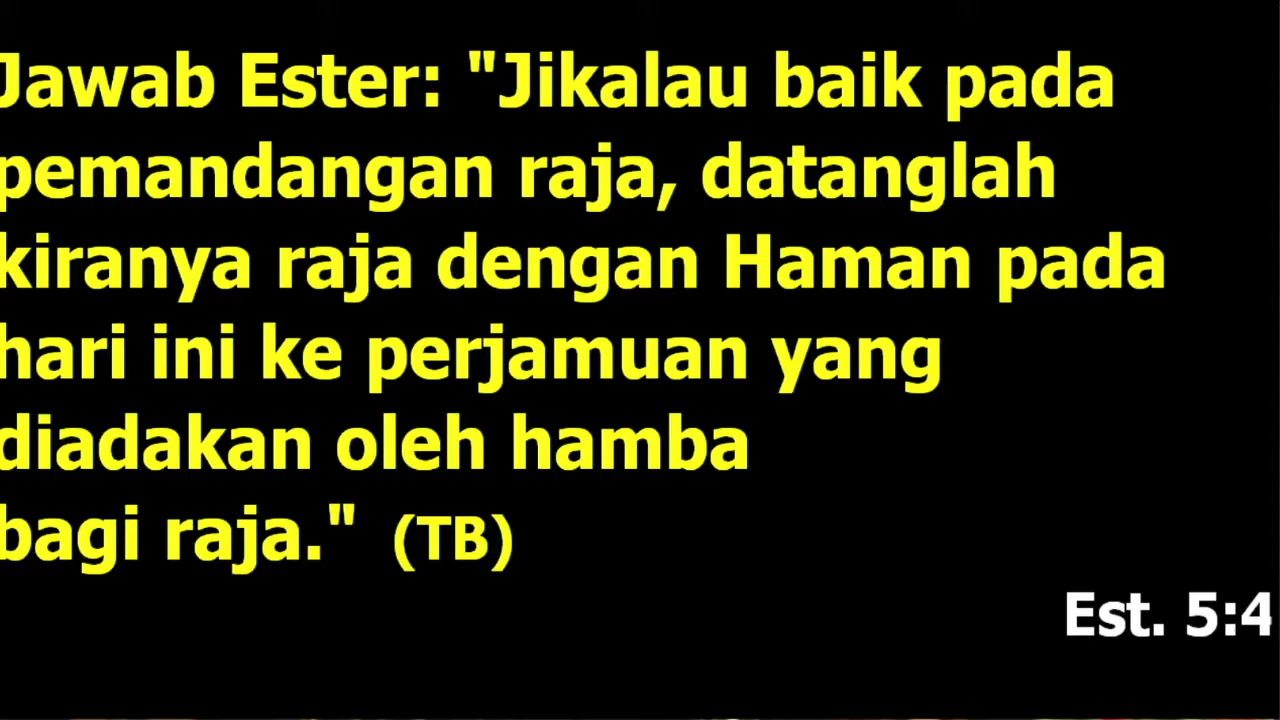 Jawab Ester: "Jikalau baik pada
pemandangan raja, datanglah
kiranya raja dengan Haman pada
hari ini ke perjamuan yang
diadakan oleh hamba
bagi raja." (TB)
Est. 5:4